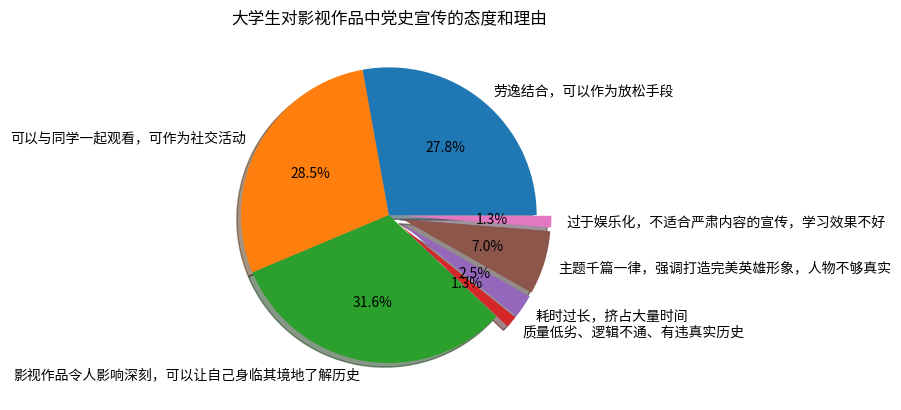 大学生对影视作品中党史宣传的态度和理由
劳逸结合，可以作为放松手段
27.8%
可以与同学一起观看，可作为社交活动
28.5%
1.3%
过于娱乐化，不适合严肃内容的宣传，学习效果不好
7.0%
主题千篇一律，强调打造完美英雄形象，人物不够真实
2.5%
1.3%
31.6%
耗时过长，挤占大量时间
质量低劣、逻辑不通、有违真实历史
影视作品令人影响深刻，可以让自己身临其境地了解历史